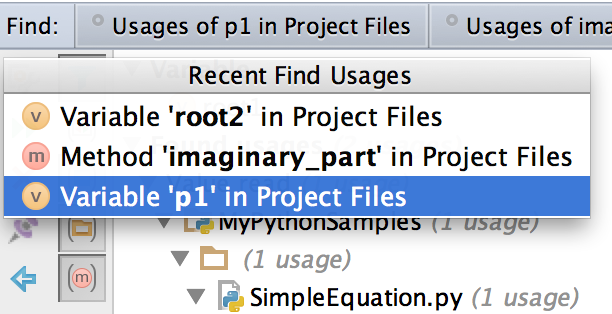 Find: Usages of p1 in Project Files Usages of ima
Recent Find Usages
v Variable 'root2' in Project Files
m Method 'imaginary_part' in Project Files
v Variable 'p1' in Project Files
MyPythonSamples (1 usage)
(1 usage)
m SimpleEquation.py (1 usage)